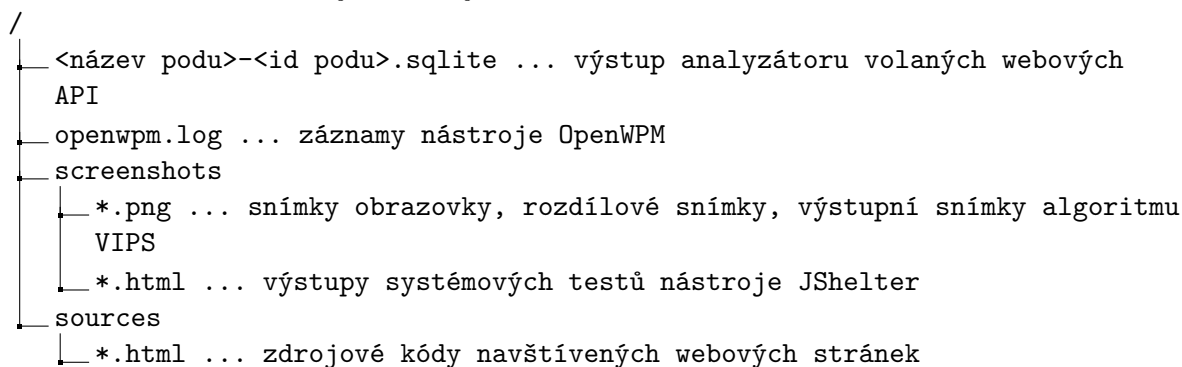 /
<název podu>-<id podu>.sqlite ... výstup analyzátoru volaných webových
API
openwpm.log ... záznamy nástroje OpenWPM
screenshots
*.png ... snímky obrazovky, rozdílové snímky, výstupní snímky algoritmu
VIPS
*.html ... výstupy systémových testů nástroje JShelter
sources
*.html ... zdrojové kódy navštívených webových stránek